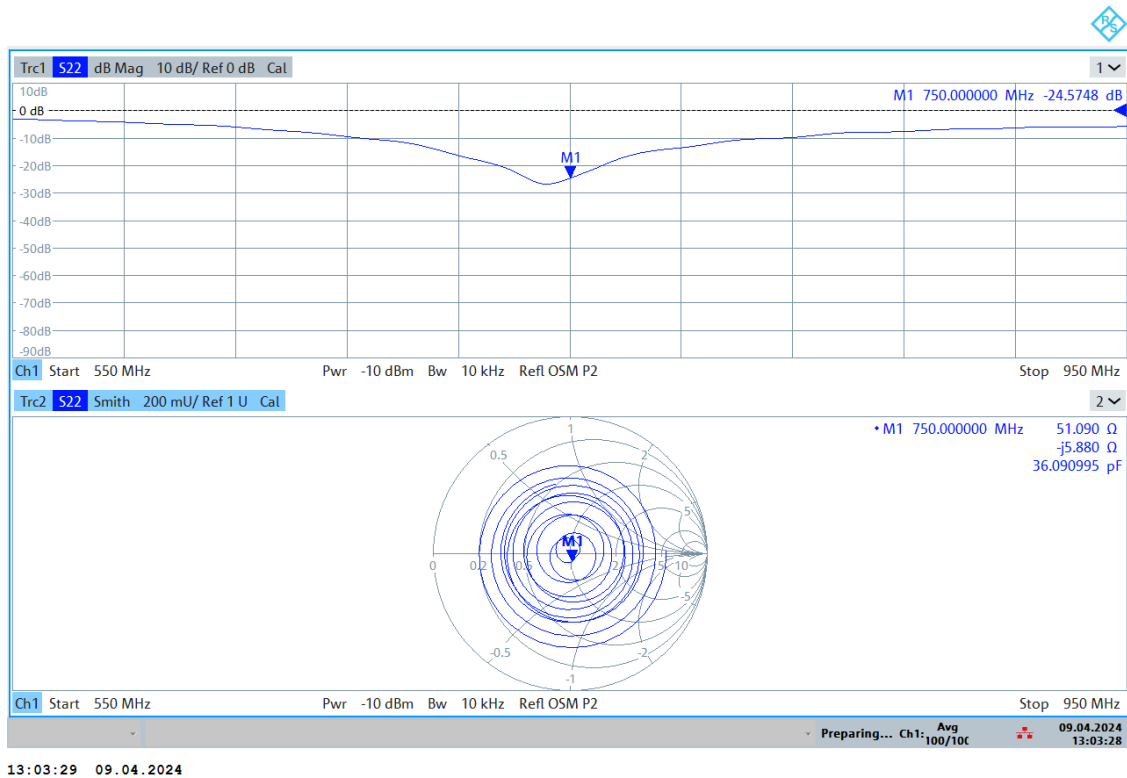 R S
Trc1 S22 dB Mag 10 dB/ Ref 0 dB Cal 1
10dB
M1 750.000000 MHz -24.5748 dB
0 dB
-10dB
-20dB
M1
-30dB
-40dB
-50dB
-60dB
-70dB
-80dB
-90dB
Ch1 Start 550 MHz Pwr -10 dBm Bw 10 kHz Refl OSM P2 Stop 950 MHz
Trc2 S22 Smith 200 mU/ Ref 1 U Cal 2
• M1 750.000000 MHz 51.090 Ω
-j5.880 Ω
36.090995 pF
1
0.5 2
5
M1
0 0.2 0.5 1 2 5 10
-5
-0.5 -2
-1
Ch1 Start 550 MHz Pwr -10 dBm Bw 10 kHz Refl OSM P2 Stop 950 MHz
Preparing... Ch1: Avg 100/100 09.04.2024
13:03:28
13:03:29 09.04.2024